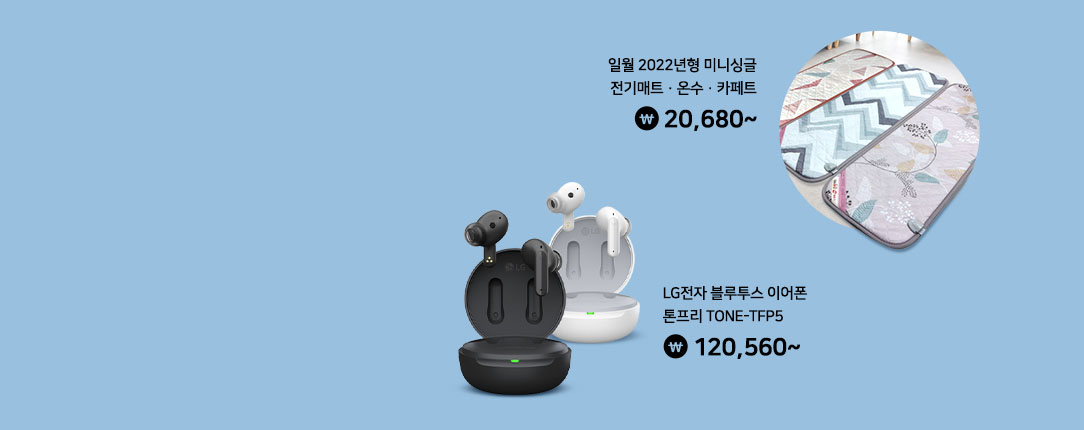 일월 2022년형 미니싱글
전기매트 · 온수 · 카페트
₩ 20,680~
LG
LG
LG전자 블루투스 이어폰
톤프리 TONE-TFP5
₩ 120,560~